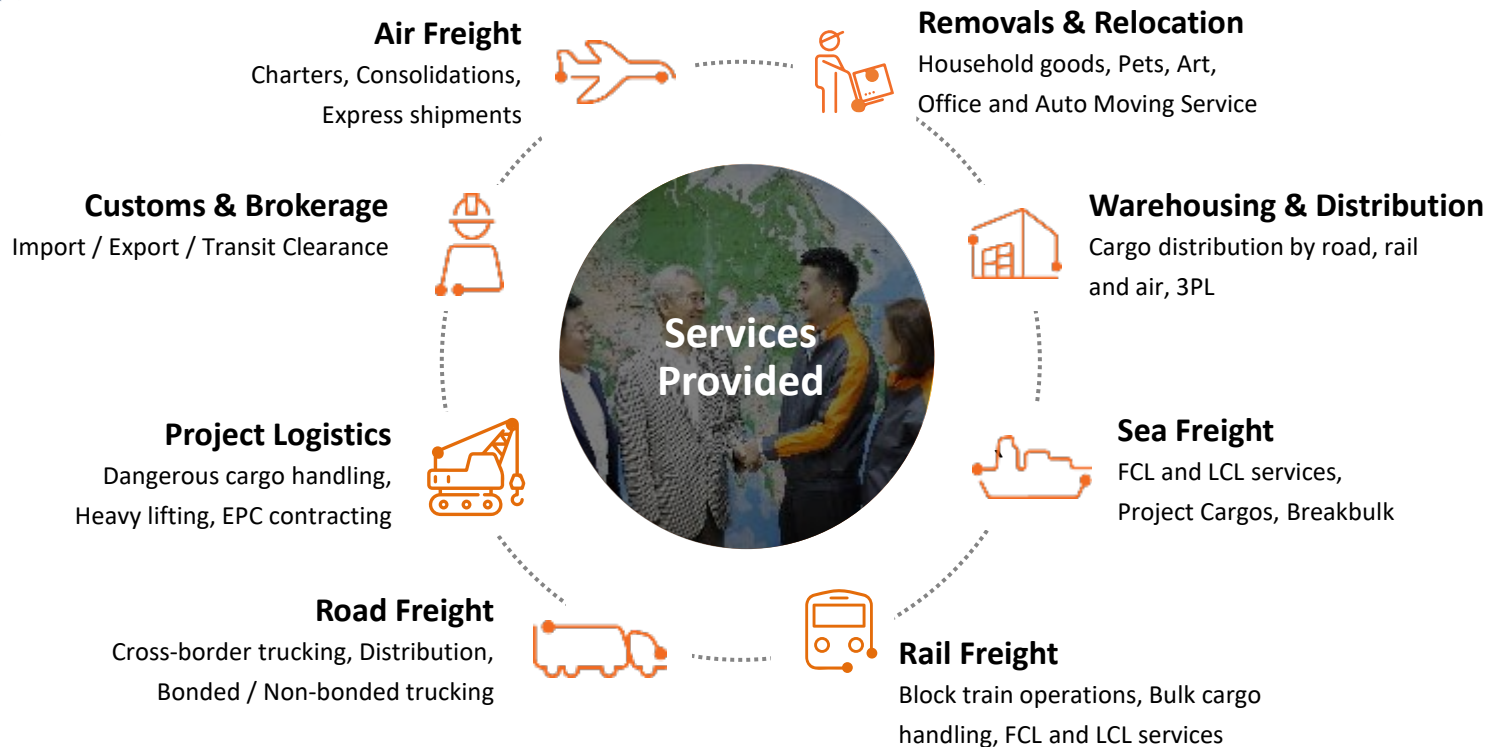 Air Freight
Charters, Consolidations,
Express shipments
Removals & Relocation
Household goods, Pets, Art,
Office and Auto Moving Service
Customs & Brokerage
Import / Export / Transit Clearance
Warehousing & Distribution
Cargo distribution by road, rail
and air, 3PL
Services
Provided
Project Logistics
Dangerous cargo handling,
Heavy lifting, EPC contracting
Sea Freight
FCL and LCL services,
Project Cargos, Breakbulk
Road Freight
Cross-border trucking, Distribution,
Bonded / Non-bonded trucking
Rail Freight
Block train operations, Bulk cargo
handling, FCL and LCL services